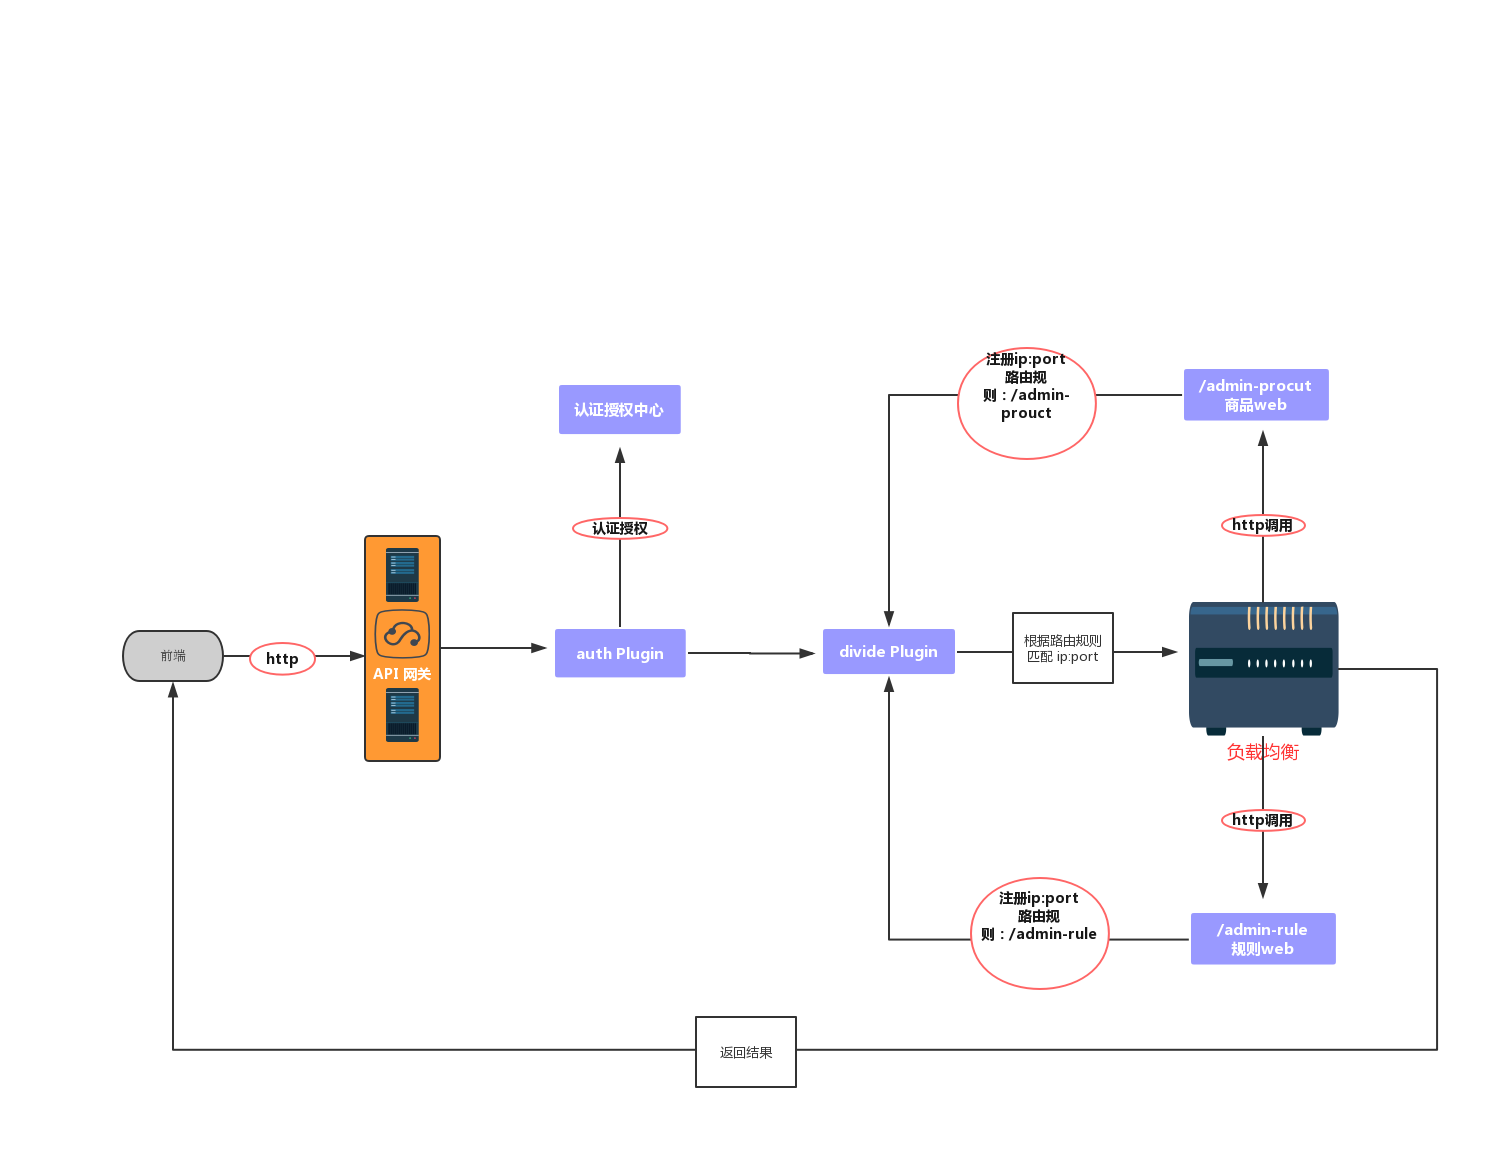 注册ip:port
路由规
则：/admin-
prouct
/admin-procut
商品web
认证授权中心
认证授权
http调用
前端
http
API 网关
auth Plugin
divide Plugin
根据路由规则
匹配 ip:port
负载均衡
http调用
注册ip:port
路由规
则：/admin-rule
/admin-rule
规则web
返回结果